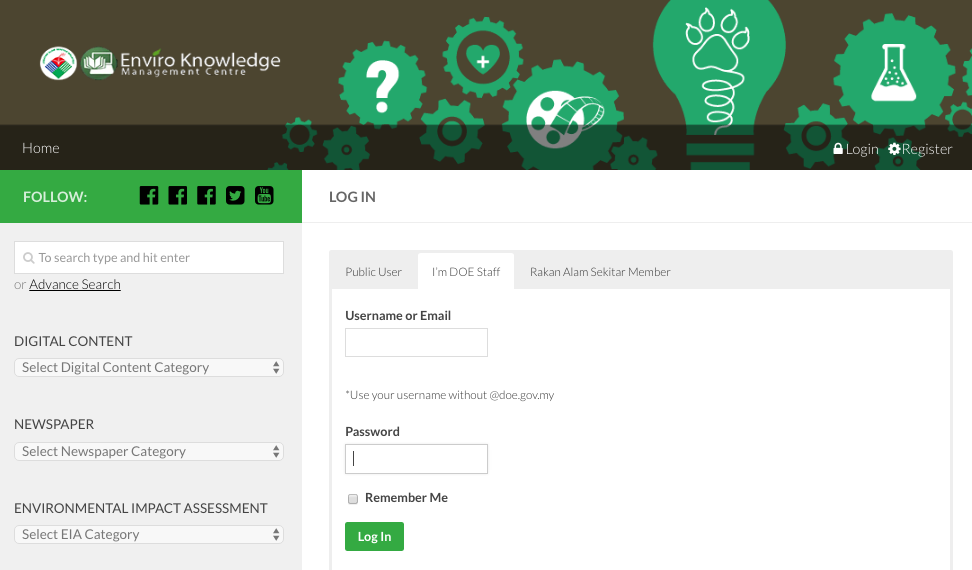 Enviro Knowledge
Management Centre
Home
Login Register
FOLLOW:
You Tube
LOG IN
To search type and hit enter
or Advance Search
Public User I'm DOE Staff Rakan Alam Sekitar Member
Username or Email
DIGITAL CONTENT
Select Digital Content Category
*Use your username without @doe.gov.my
NEWSPAPER
Password
Select Newspaper Category
Remember Me
ENVIRONMENTAL IMPACT ASSESSMENT
Select EIA Category
Log In